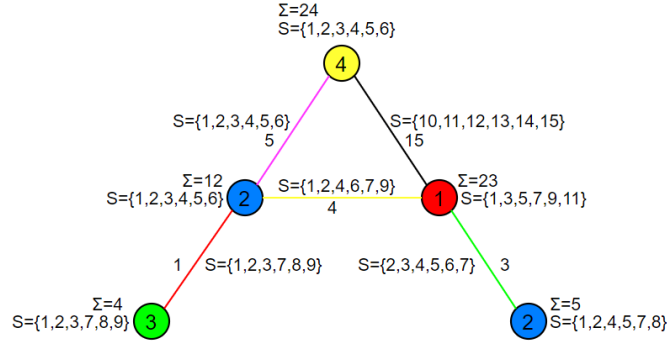 Σ=24
S={1,2,3,4,5,6}
4
S={1,2,3,4,5,6}
5
S={10,11,12,13,14,15}
15
Σ=12
S={1,2,3,4,5,6}
2
S={1,2,4,6,7,9}
4
1
Σ=23
S={1,3,5,7,9,11}
1
S={1,2,3,7,8,9}
S={2,3,4,5,6,7}
3
Σ=4
S={1,2,3,7,8,9}
3
2
Σ=5
S={1,2,4,5,7,8}